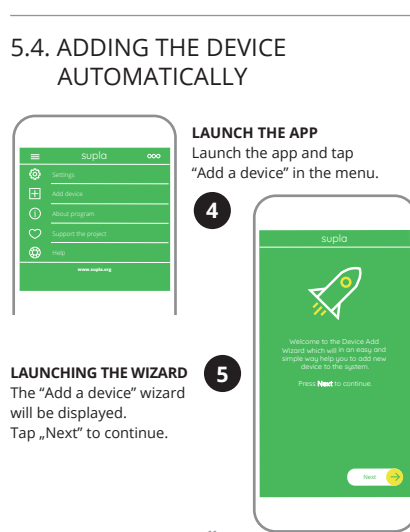 5.4. ADDING THE DEVICE
AUTOMATICALLY
supla
Settings
Add device
About program
Support the project
Help
www.supla.org
LAUNCH THE APP
Launch the app and tap
“Add a device” in the menu.
4
LAUNCHING THE WIZARD
The “Add a device” wizard
will be displayed.
Tap „Next” to continue.
5
supla
Welcome to the Device Add
Wizard which will in an easy and
simple way help you to add new
device to the system.
Press Next to continue.
Next